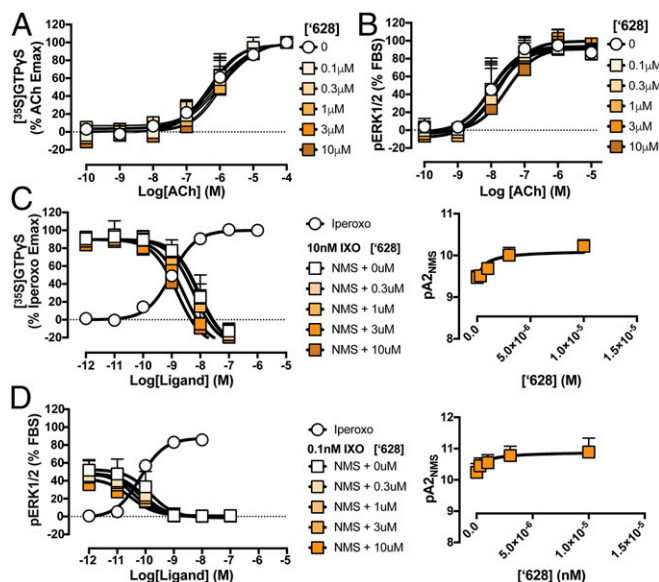 A
[35S]GTPγS
(% ACh Emax)
120
100
80
60
40
20
0
-20
-10 -9 -8 -7 -6 -5 -4
Log[ACh] (M)
['628]
0
0.1µM
0.3µM
1µM
3µM
10µM
B
pERK1/2 (% FBS)
120
100
80
60
40
20
0
-20
-10 -9 -8 -7 -6 -5
Log [ACh] (M)
['628]
0
0.1µM
0.3µM
1µM
3µM
10µM
C
[35S]GTPγS
(% Iperoxo Emax)
120
100
80
60
40
20
0
-20
-12 -11 -10 -9 -8 -7 -6 -5
Log[Ligand] (M)
Iperoxo
10nM IXO ['628]
NMS + 0uM
NMS + 0.3uM
NMS + 1uM
NMS + 3uM
NMS + 10uM
pA2NMS
11
10
9
0.0
5.0×10-6
1.0×10-5
1.5×10-5
['628] (M)
D
pERK1/2 (% FBS)
120
100
80
60
40
20
0
-12 -11 -10 -9 -8 -7 -6
Log[Ligand] (M)
Iperoxo
0.1nM IXO ['628]
NMS + 0uM
NMS + 0.3uM
NMS + 1uM
NMS + 3uM
NMS + 10uM
pA2NMS
12
11
10
9
0.0
5.0×10-6
1.0×10-5
1.5×10-5
['628] (nM)